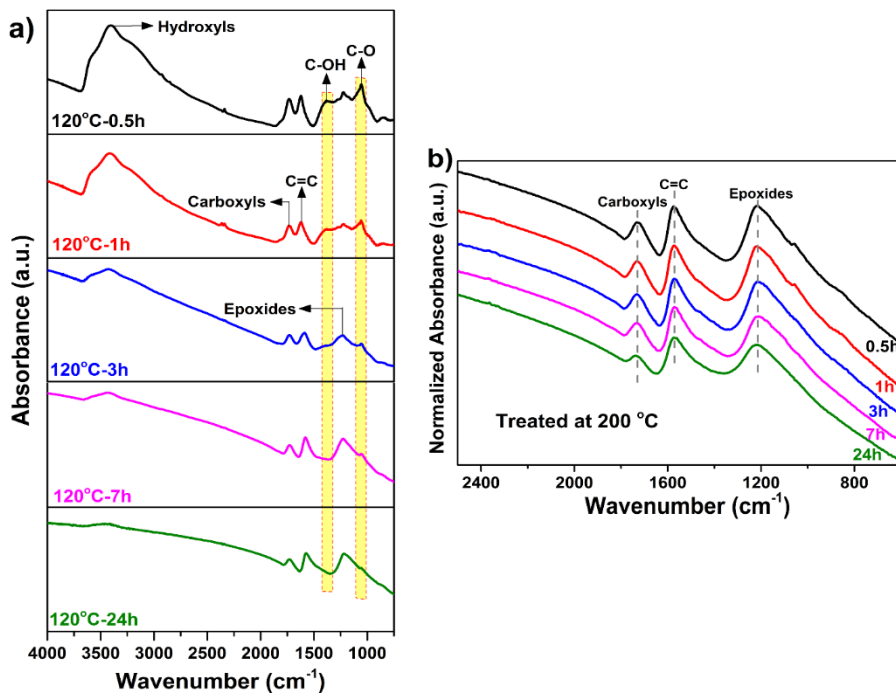 a)
Hydroxyls
C-OH
C-O
120°C-0.5h
Carboxyls
C=C
120°C-1h
Epoxides
120°C-3h
120°C-7h
120°C-24h
Absorbance (a.u.)
4000 3500 3000 2500 2000 1500 1000
Wavenumber (cm⁻¹)
b)
Carboxyls
C=C
Epoxides
0.5h
1h
3h
7h
24h
Treated at 200 °C
Normalized Absorbance (a.u.)
2400 2000 1600 1200 800
Wavenumber (cm⁻¹)